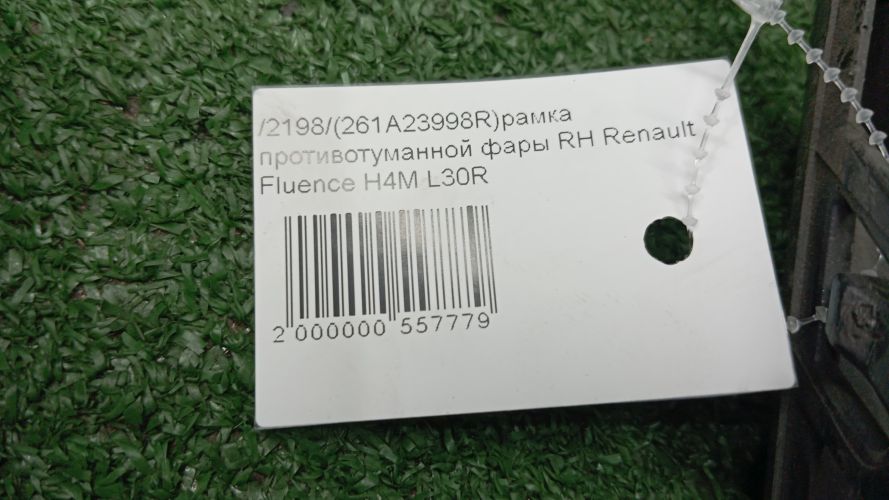 /2198/(261A23998R)рамка
противотуманной фары RH Renault
Fluence H4M L30R
2 000000 557779